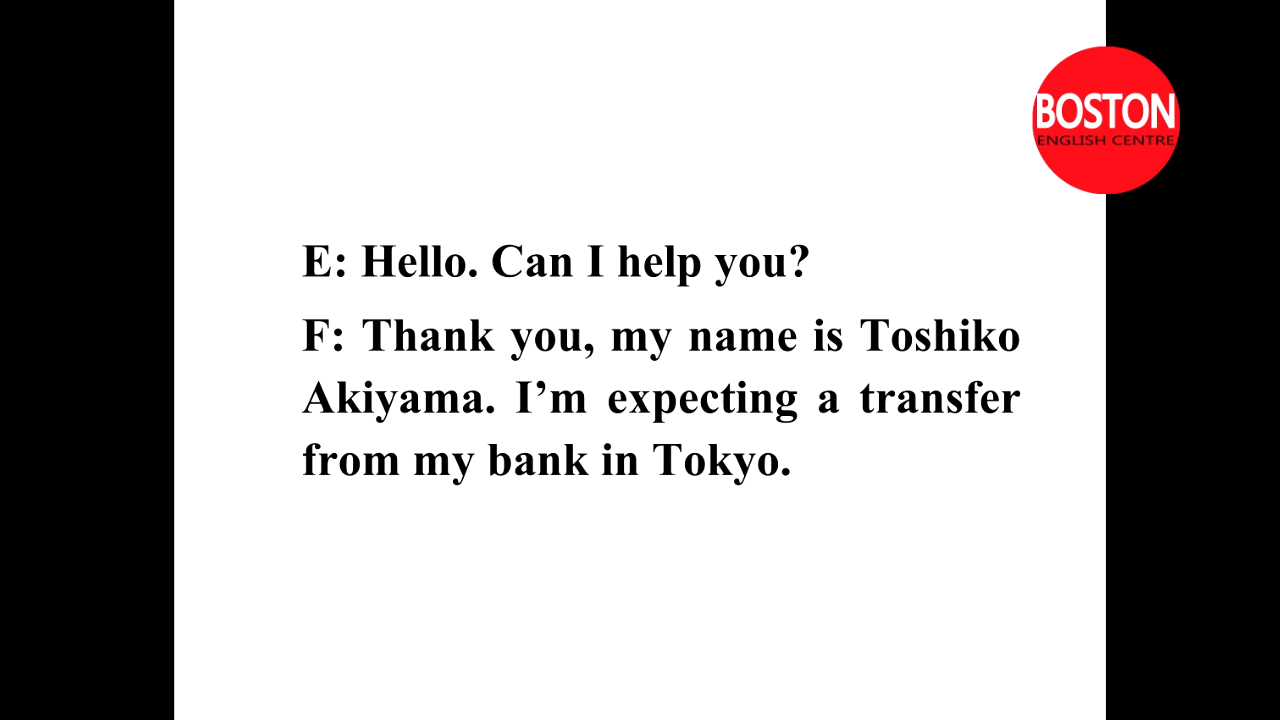 BOSTON
ENGLISH CENTRE
E: Hello. Can I help you?
F: Thank you, my name is Toshiko
Akiyama. I’m expecting a transfer
from my bank in Tokyo.